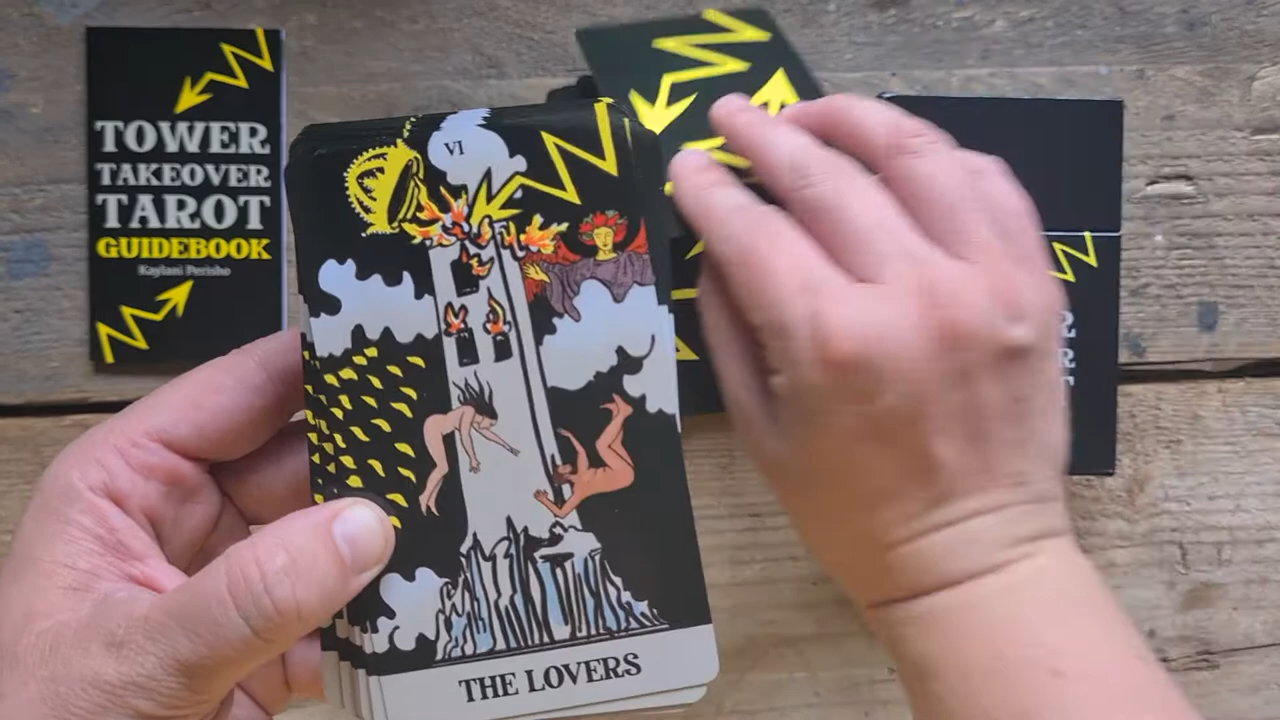 TOWER
TAKEOVER
TAROT
GUIDEBOOK
Kaylani Perisho
VI
THE LOVERS